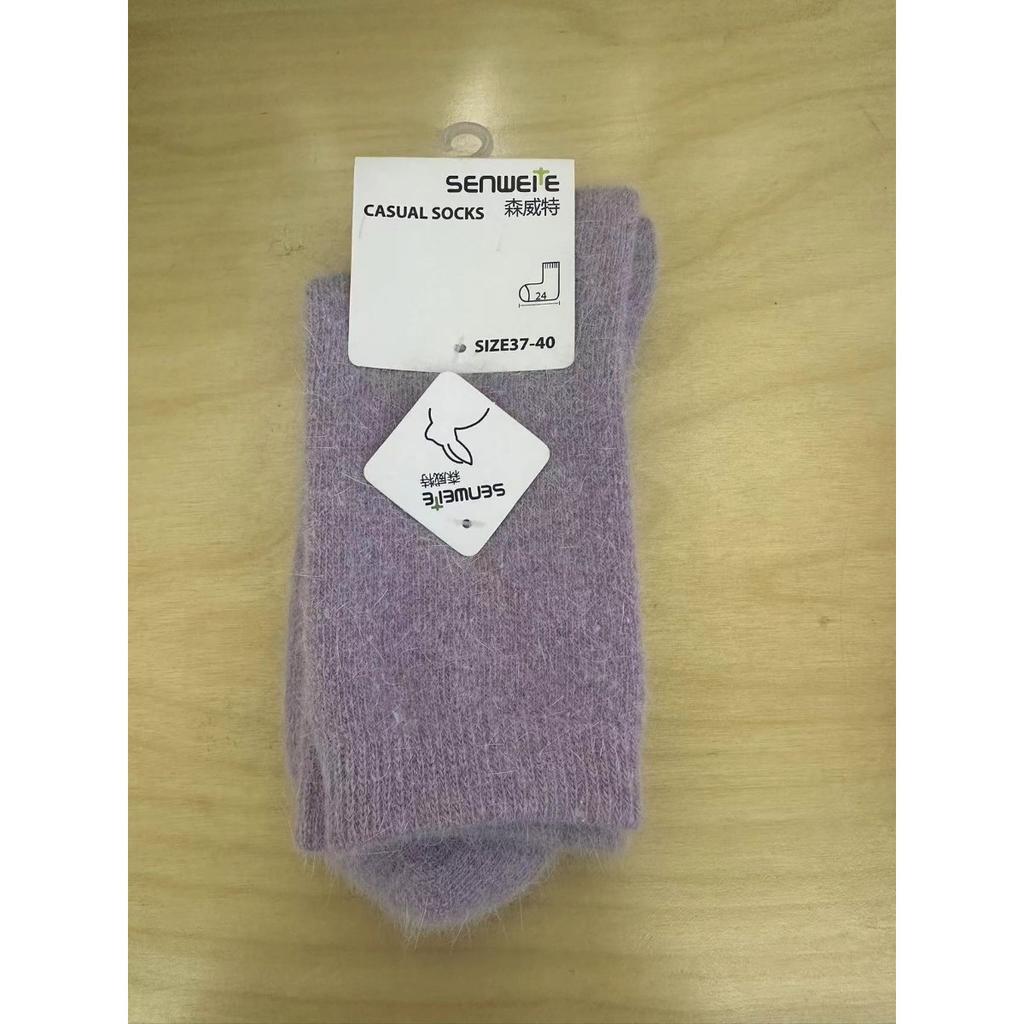 SENWEITE
CASUAL SOCKS 森威特
24
SIZE37-40
森威特
SENWEITE